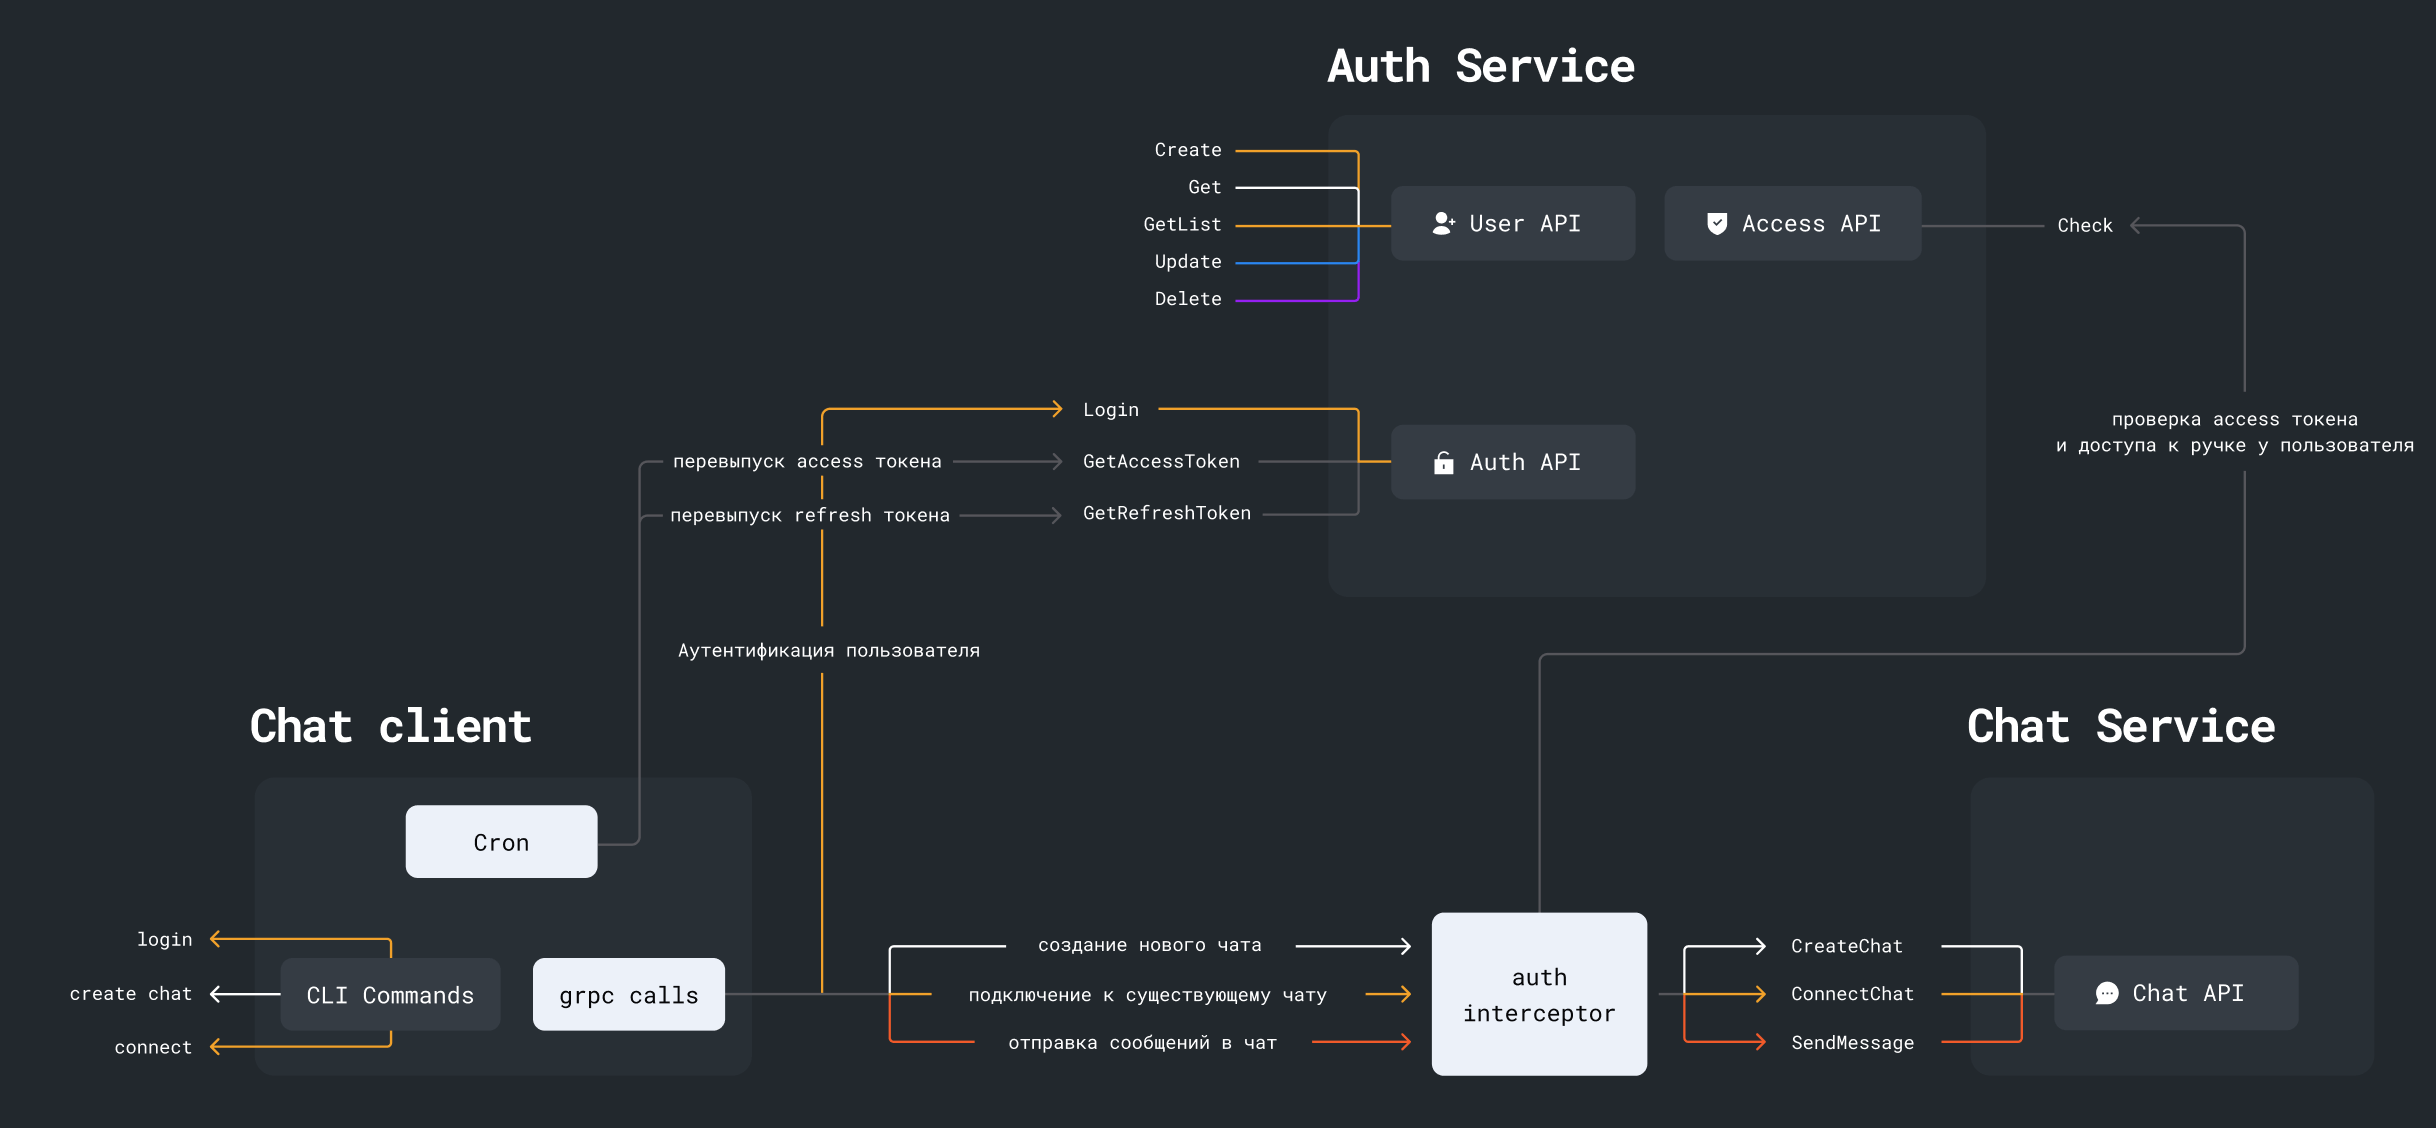 Auth Service
Create
Get
GetList
Update
Delete
User API
Access API
Check
Login
перевыпуск access токена
GetAccessToken
перевыпуск refresh токена
GetRefreshToken
Auth API
проверка access токена
и доступа к ручке у пользователя
Аутентификация пользователя
Chat client
Cron
login
create chat
connect
CLI Commands
grpc calls
создание нового чата
подключение к существующему чату
отправка сообщений в чат
auth
interceptor
Chat Service
CreateChat
ConnectChat
SendMessage
Chat API